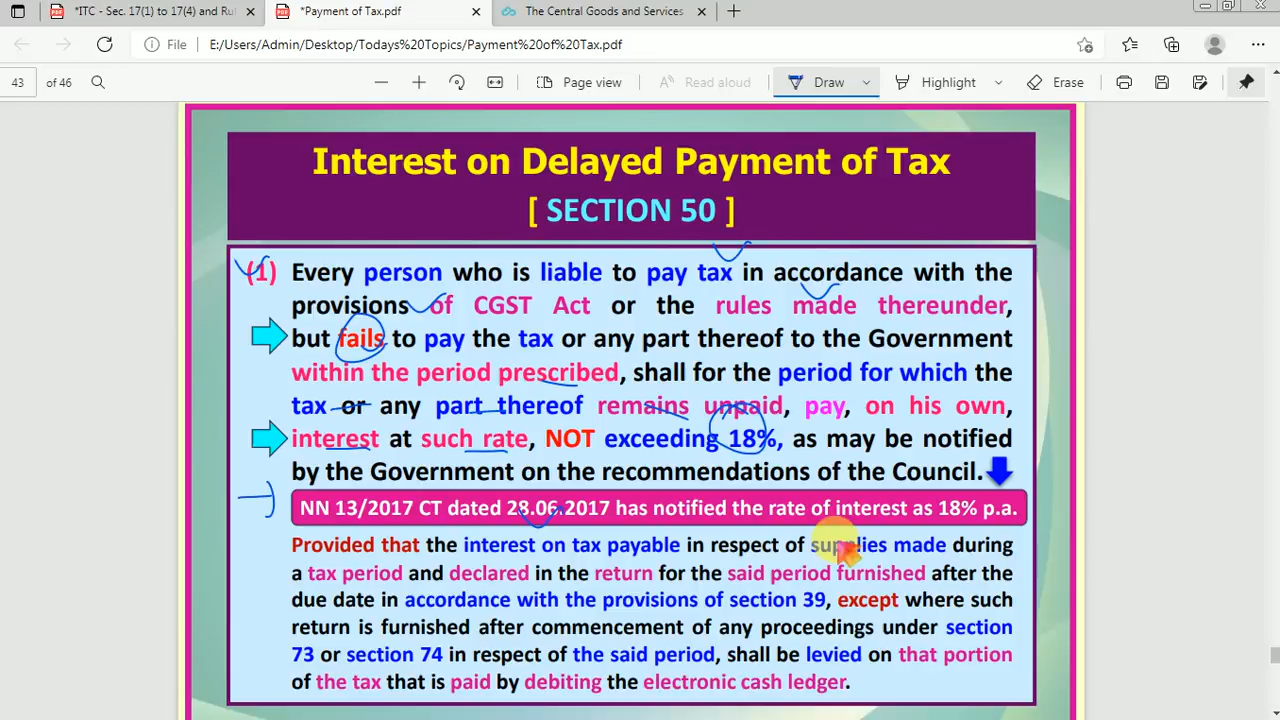 *ITC - Sec. 17(1) to 17(4) and Rul
*Payment of Tax.pdf
The Central Goods and Services
File
E:/Users/Admin/Desktop/Todays%20Topics/Payment%20of%20Tax.pdf
43 of 46
Page view
Read aloud
Draw
Highlight
Erase
Interest on Delayed Payment of Tax
[ SECTION 50 ]
(1) Every person who is liable to pay tax in accordance with the
provisions of CGST Act or the rules made thereunder,
but fails to pay the tax or any part thereof to the Government
within the period prescribed, shall for the period for which the
tax or any part thereof remains unpaid, pay, on his own,
interest at such rate, NOT exceeding 18%, as may be notified
by the Government on the recommendations of the Council.
NN 13/2017 CT dated 28.06.2017 has notified the rate of interest as 18% p.a.
Provided that the interest on tax payable in respect of supplies made during
a tax period and declared in the return for the said period furnished after the
due date in accordance with the provisions of section 39, except where such
return is furnished after commencement of any proceedings under section
73 or section 74 in respect of the said period, shall be levied on that portion
of the tax that is paid by debiting the electronic cash ledger.